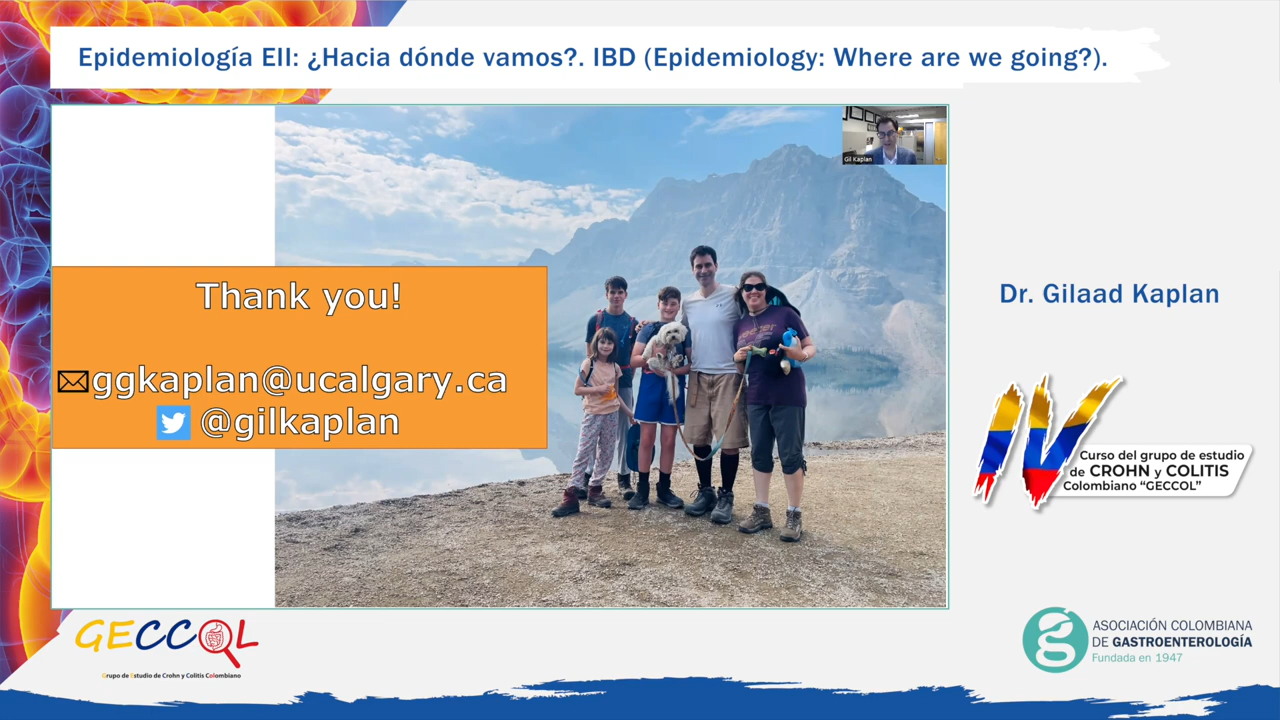 Epidemiología EII: ¿Hacia dónde vamos?. IBD (Epidemiology: Where are we going?).
Gil Kaplan
Thank you!
ggkaplan@ucalgary.ca
@gilkaplan
Dr. Gilaad Kaplan
IV
Curso del grupo de estudio
de CROHN y COLITIS
Colombiano “GECCOL”
GECCOL
Grupo de Estudio de Crohn y Colitis Colombiano
ASOCIACIÓN COLOMBIANA
DE GASTROENTEROLOGÍA
Fundada en 1947